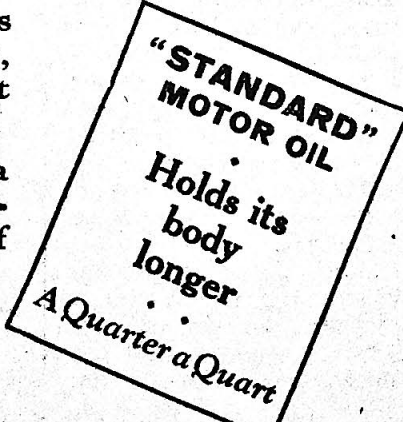 s
,
t
a
-
f
"STANDARD"
MOTOR OIL
Holds its
body
longer
A Quarter a Quart